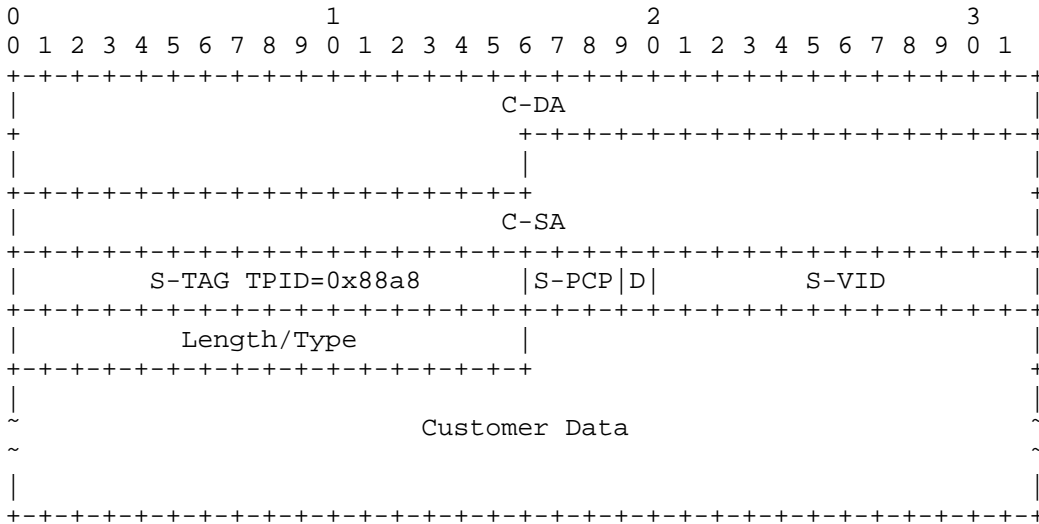 0                   1                   2                   3
0 1 2 3 4 5 6 7 8 9 0 1 2 3 4 5 6 7 8 9 0 1 2 3 4 5 6 7 8 9 0 1
+-+-+-+-+-+-+-+-+-+-+-+-+-+-+-+-+-+-+-+-+-+-+-+-+-+-+-+-+-+-+-+-+
|                              C-DA                             |
+                               +-+-+-+-+-+-+-+-+-+-+-+-+-+-+-+-+
|                               |                               |
+-+-+-+-+-+-+-+-+-+-+-+-+-+-+-+-+                               +
|                              C-SA                             |
+-+-+-+-+-+-+-+-+-+-+-+-+-+-+-+-+-+-+-+-+-+-+-+-+-+-+-+-+-+-+-+-+
|        S-TAG TPID=0x88a8      |S-PCP|D|         S-VID         |
+-+-+-+-+-+-+-+-+-+-+-+-+-+-+-+-+-+-+-+-+-+-+-+-+-+-+-+-+-+-+-+-+
|          Length/Type          |                               |
+-+-+-+-+-+-+-+-+-+-+-+-+-+-+-+-+                               +
|                                                               |
~                         Customer Data                         ~
~                                                               ~
|                                                               |
+-+-+-+-+-+-+-+-+-+-+-+-+-+-+-+-+-+-+-+-+-+-+-+-+-+-+-+-+-+-+-+-+